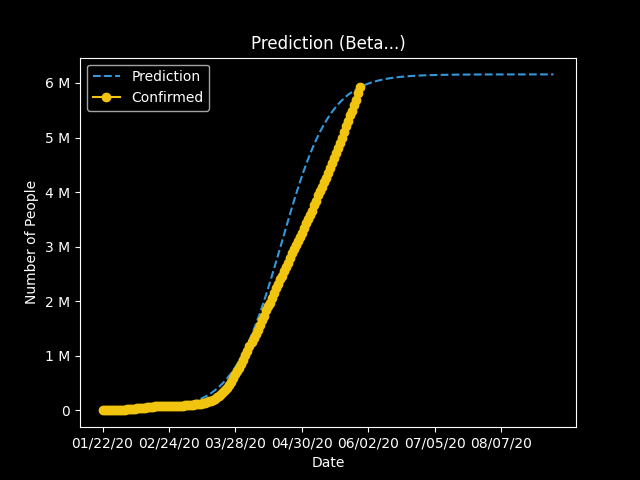 Prediction (Beta...)
Prediction
Confirmed
6 M
5 M
4 M
3 M
2 M
1 M
0
Number of People
01/22/20 02/24/20 03/28/20 04/30/20 06/02/20 07/05/20 08/07/20
Date